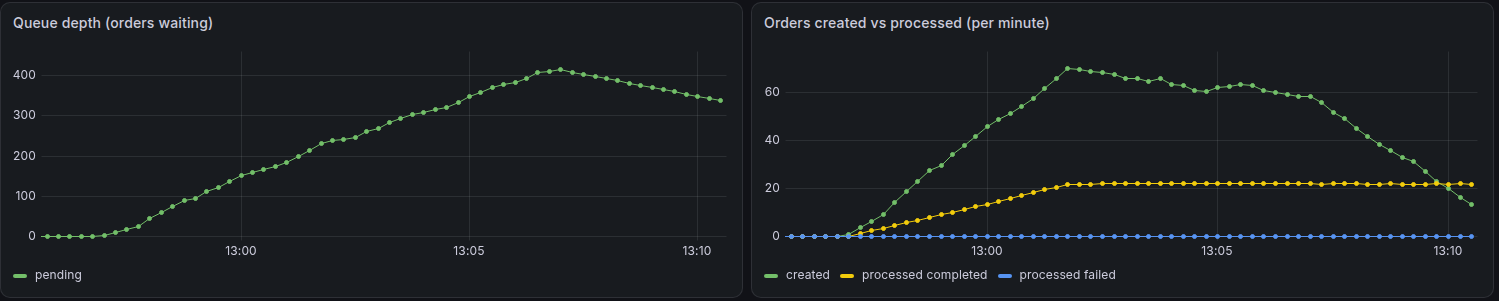 Queue depth (orders waiting)
400
300
200
100
0
13:00 13:05 13:10
pending
Orders created vs processed (per minute)
60
40
20
0
13:00 13:05 13:10
created processed completed processed failed